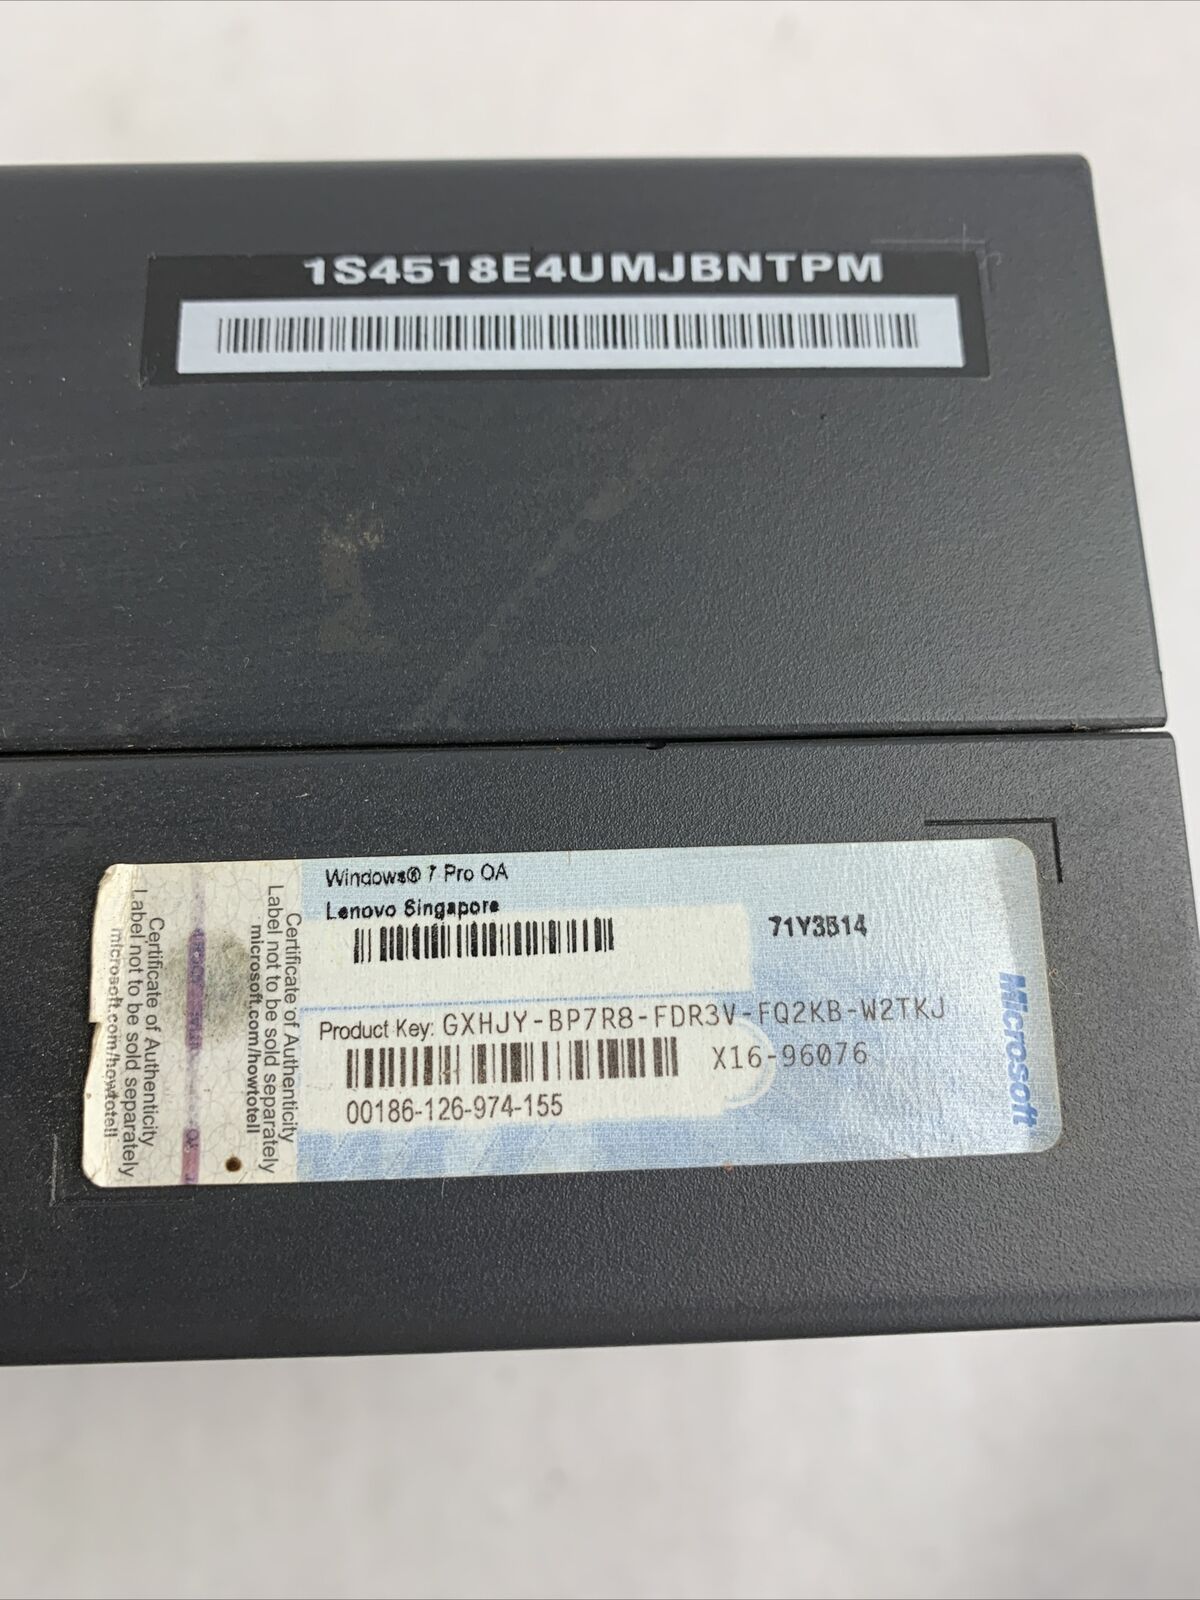 1S4518E4UMJBNTPM
Windows® 7 Pro OA
Lenovo Singapore
71Y3514
Product Key: GXHJY-BP7R8-FDR3V-FQ2KB-W2TKJ
X16-96076
00186-126-974-155
Microsoft
Certificate of Authenticity
Label not to be sold separately
microsoft.com/howtotell
Certificate of Authenticity
Label not to be sold separately
microsoft.com/howtotell